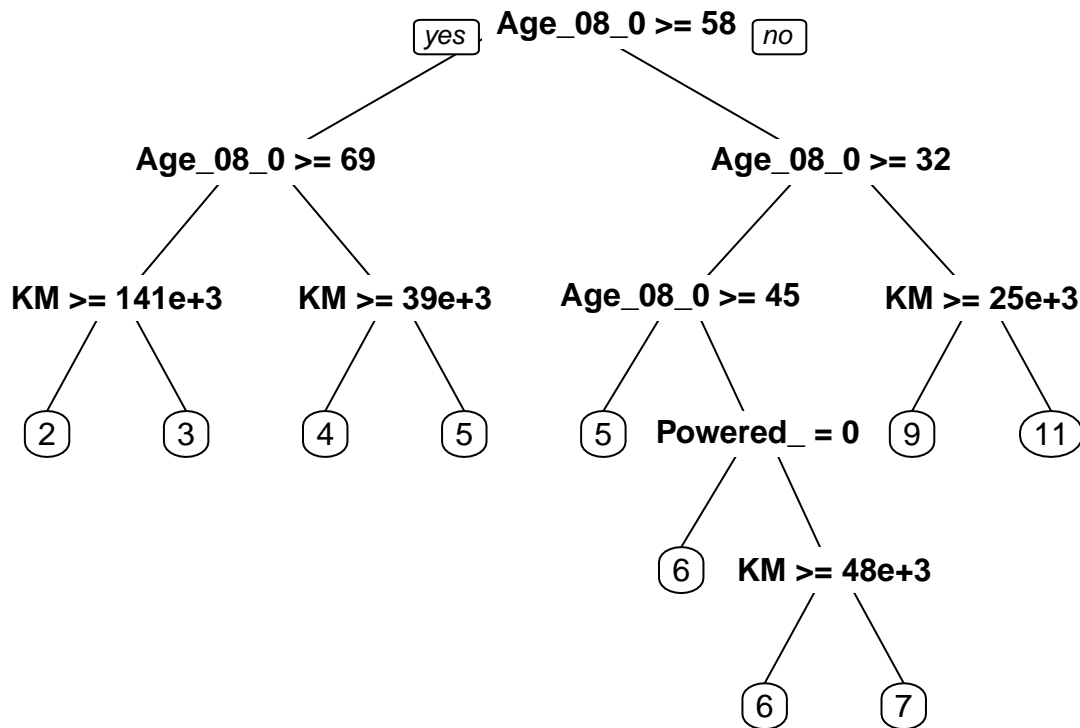 yes Age_08_0 >= 58 no
Age_08_0 >= 69 Age_08_0 >= 32
KM >= 141e+3 KM >= 39e+3 Age_08_0 >= 45 KM >= 25e+3
2 3 4 5 5 Powered_ = 0 9 11
6 KM >= 48e+3
6 7